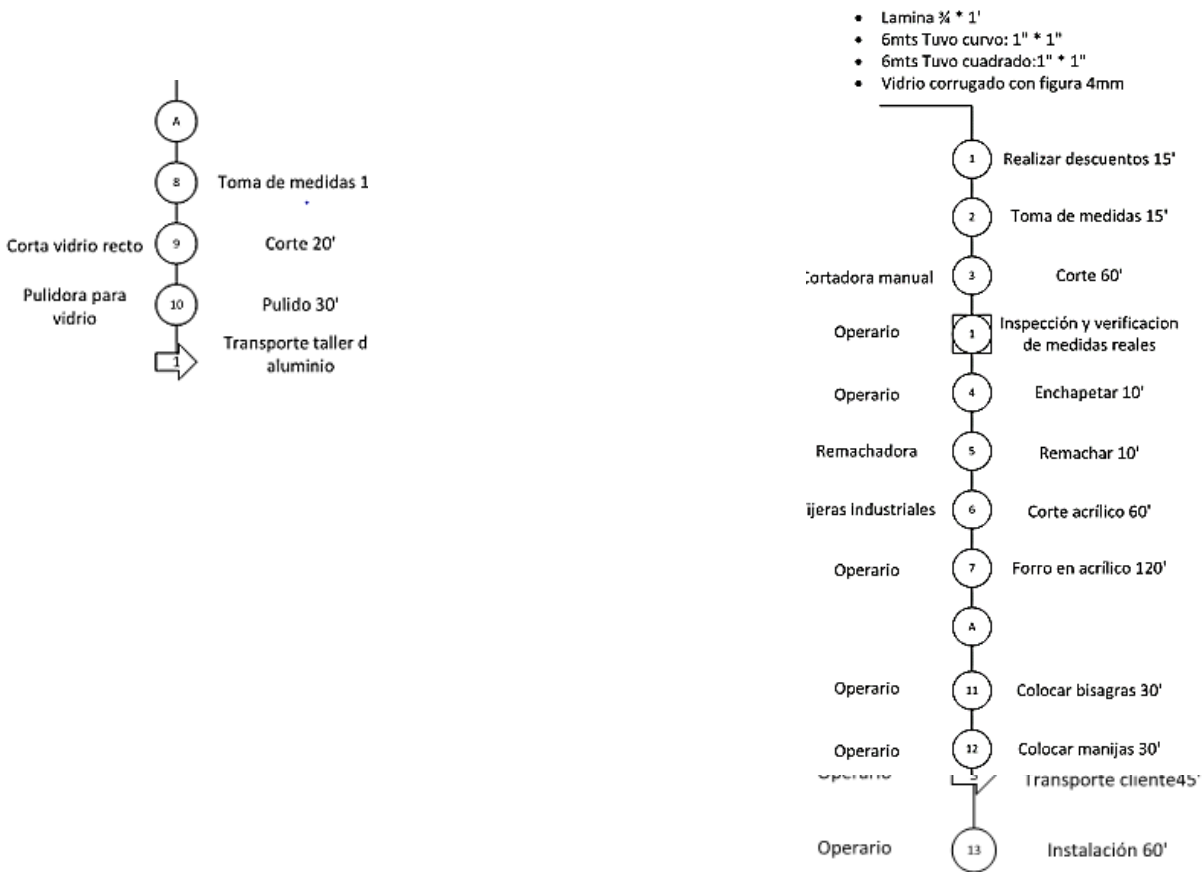 A
8
Toma de medidas 1
Corta vidrio recto
9
Corte 20'
Pulidora para
vidrio
10
Pulido 30'
1
Transporte taller d
aluminio
• Lamina ¾ * 1'
• 6mts Tuvo curvo: 1" * 1"
• 6mts Tuvo cuadrado:1" * 1"
• Vidrio corrugado con figura 4mm
1
Realizar descuentos 15'
2
Toma de medidas 15'
Cortadora manual
3
Corte 60'
Operario
1
Inspección y verificacion
de medidas reales
Operario
4
Enchapetar 10'
Remachadora
5
Remachar 10'
ijeras Industriales
6
Corte acrílico 60'
Operario
7
Forro en acrílico 120'
A
Operario
11
Colocar bisagras 30'
Operario
12
Colocar manijas 30'
Operario
Transporte cliente45'
Operario
13
Instalación 60'